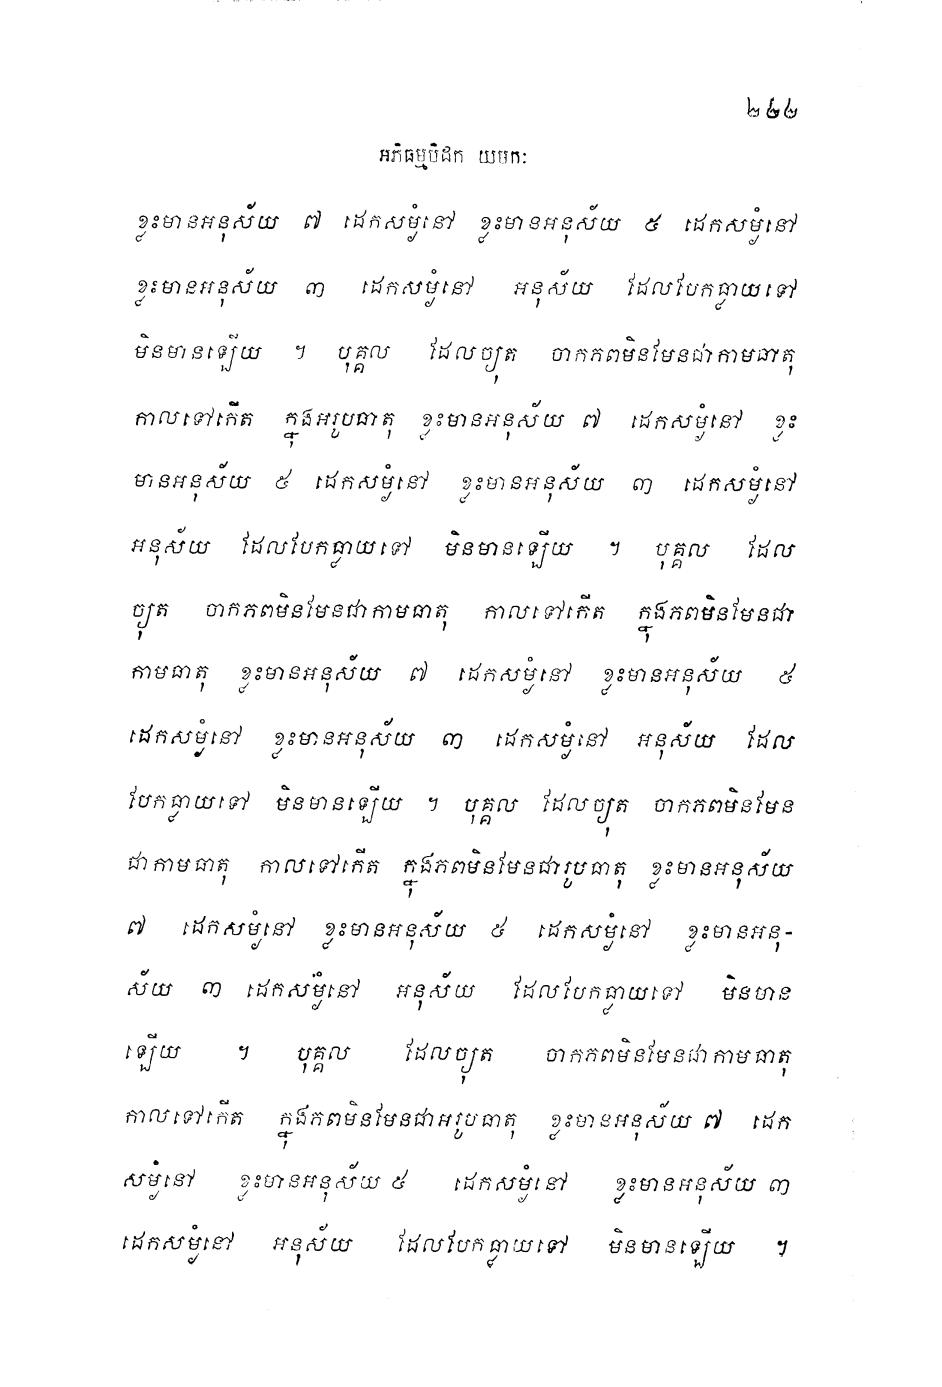 ២៤២
អភិធម្មបិដក យមកៈ
ខ្លះមានអនុស័យ ៧ ដេកសម្ងំនៅ ខ្លះមានអនុស័យ ៥ ដេកសម្ងំនៅ
ខ្លះមានអនុស័យ ៣ ដេកសម្ងំនៅ អនុស័យ ដែលបែកធ្លាយទៅ
មិនមានឡើយ ។ បុគ្គល ដែលច្យុត ចាកភពមិនមែនជាកាមធាតុ
កាលទៅកើត ក្នុងអរូបធាតុ ខ្លះមានអនុស័យ ៧ ដេកសម្ងំនៅ ខ្លះ
មានអនុស័យ ៥ ដេកសម្ងំនៅ ខ្លះមានអនុស័យ ៣ ដេកសម្ងំនៅ
អនុស័យ ដែលបែកធ្លាយទៅ មិនមានឡើយ ។ បុគ្គល ដែល
ច្យុត ចាកភពមិនមែនជាកាមធាតុ កាលទៅកើត ក្នុងភពមិនមែនជា
កាមធាតុ ខ្លះមានអនុស័យ ៧ ដេកសម្ងំនៅ ខ្លះមានអនុស័យ ៥
ដេកសម្ងំនៅ ខ្លះមានអនុស័យ ៣ ដេកសម្ងំនៅ អនុស័យ ដែល
បែកធ្លាយទៅ មិនមានឡើយ ។ បុគ្គល ដែលច្យុត ចាកភពមិនមែន
ជាកាមធាតុ កាលទៅកើត ក្នុងភពមិនមែនជារូបធាតុ ខ្លះមានអនុស័យ
៧ ដេកសម្ងំនៅ ខ្លះមានអនុស័យ ៥ ដេកសម្ងំនៅ ខ្លះមានអនុ-
ស័យ ៣ ដេកសម្ងំនៅ អនុស័យ ដែលបែកធ្លាយទៅ មិនមាន
ឡើយ ។ បុគ្គល ដែលច្យុត ចាកភពមិនមែនជាកាមធាតុ
កាលទៅកើត ក្នុងភពមិនមែនជាអរូបធាតុ ខ្លះមានអនុស័យ ៧ ដេក
សម្ងំនៅ ខ្លះមានអនុស័យ ៥ ដេកសម្ងំនៅ ខ្លះមានអនុស័យ ៣
ដេកសម្ងំនៅ អនុស័យ ដែលបែកធ្លាយទៅ មិនមានឡើយ ។